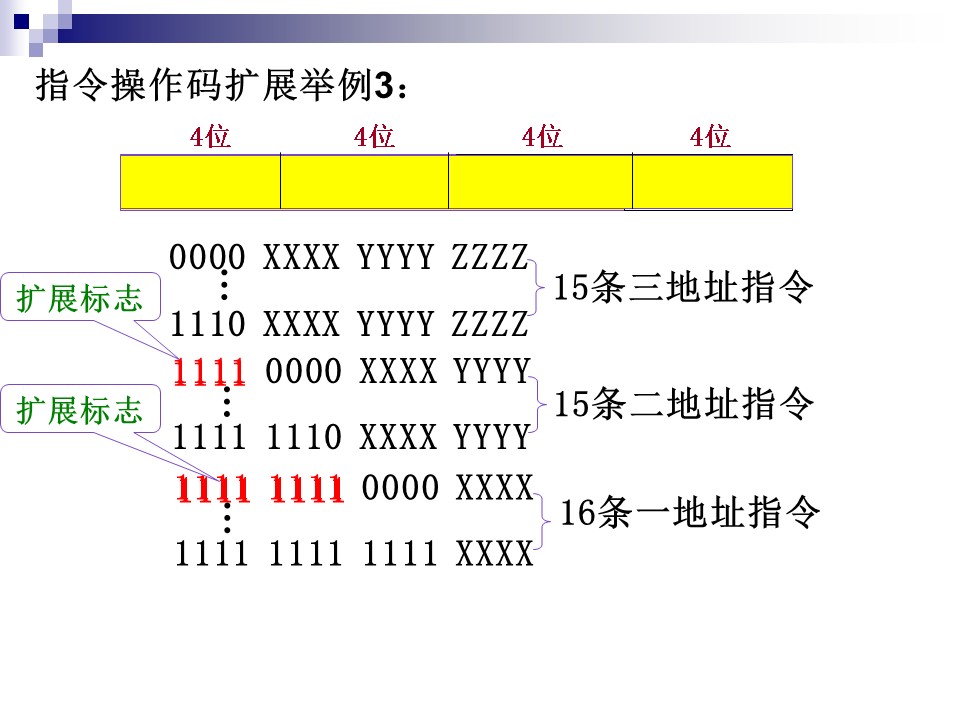 指令操作码扩展举例3：
4位 4位 4位 4位
0000 XXXX YYYY ZZZZ
⋮
扩展标志
15条三地址指令
1110 XXXX YYYY ZZZZ
1111 0000 XXXX YYYY
⋮
扩展标志
15条二地址指令
1111 1110 XXXX YYYY
1111 1111 0000 XXXX
⋮
16条一地址指令
1111 1111 1111 XXXX